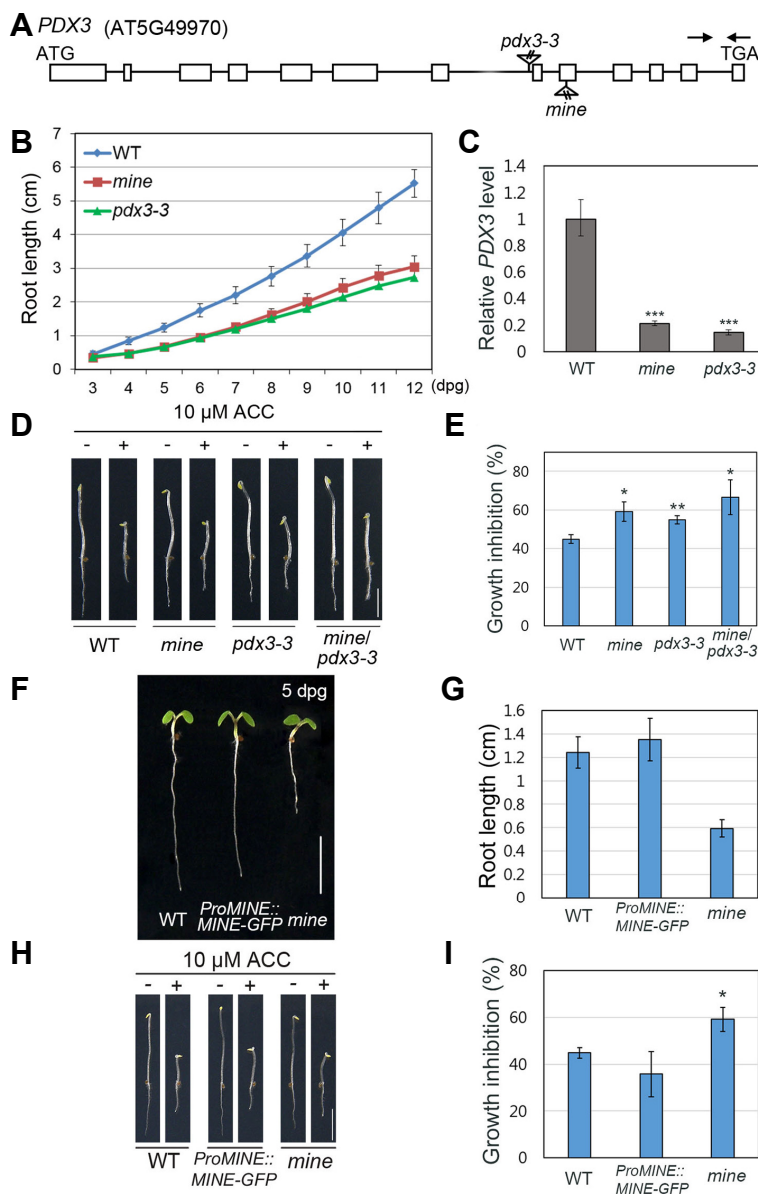 A PDX3 (AT5G49970)
ATG
pdx3-3
TGA
mine
B
Root length (cm)
7
6
5
4
3
2
1
0
WT
mine
pdx3-3
3 4 5 6 7 8 9 10 11 12 (dpg)
C
Relative PDX3 level
1.4
1.2
1
0.8
0.6
0.4
0.2
0
***
***
WT mine pdx3-3
D
10 µM ACC
- + - + - + - +
WT mine pdx3-3 mine/
pdx3-3
E
Growth inhibition (%)
80
60
40
20
0
*
**
*
WT mine pdx3-3 mine/
pdx3-3
F
5 dpg
WT ProMINE::
MINE-GFP mine
G
Root length (cm)
1.6
1.4
1.2
1
0.8
0.6
0.4
0.2
0
WT ProMINE::
MINE-GFP mine
H
10 µM ACC
- + - + - +
WT ProMINE::
MINE-GFP mine
I
Growth inhibition (%)
80
60
40
20
0
*
WT ProMINE::
MINE-GFP mine